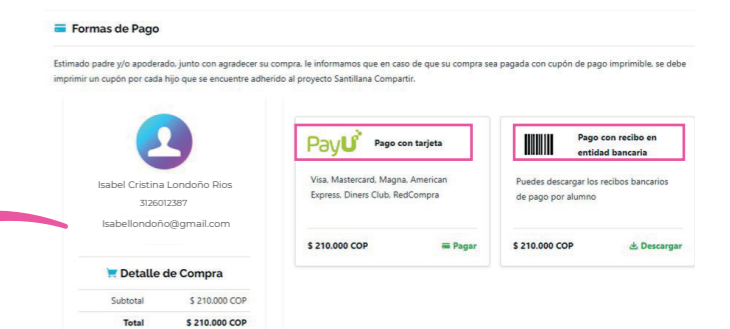 Formas de Pago
Estimado padre y/o apoderado, junto con agradecer su compra, le informamos que en caso de que su compra sea pagada con cupón de pago imprimible, se debe
imprimir un cupón por cada hijo que se encuentre adherido al proyecto Santillana Compartir.
Isabel Cristina Londoño Rios
3126012387
Isabellondoño@gmail.com
Detalle de Compra
Subtotal $ 210.000 COP
Total $ 210.000 COP
PayU Pago con tarjeta
Visa, Mastercard, Magna, American
Express, Diners Club, RedCompra
$ 210.000 COP Pagar
Pago con recibo en
entidad bancaria
Puedes descargar los recibos bancarios
de pago por alumno
$ 210.000 COP Descargar